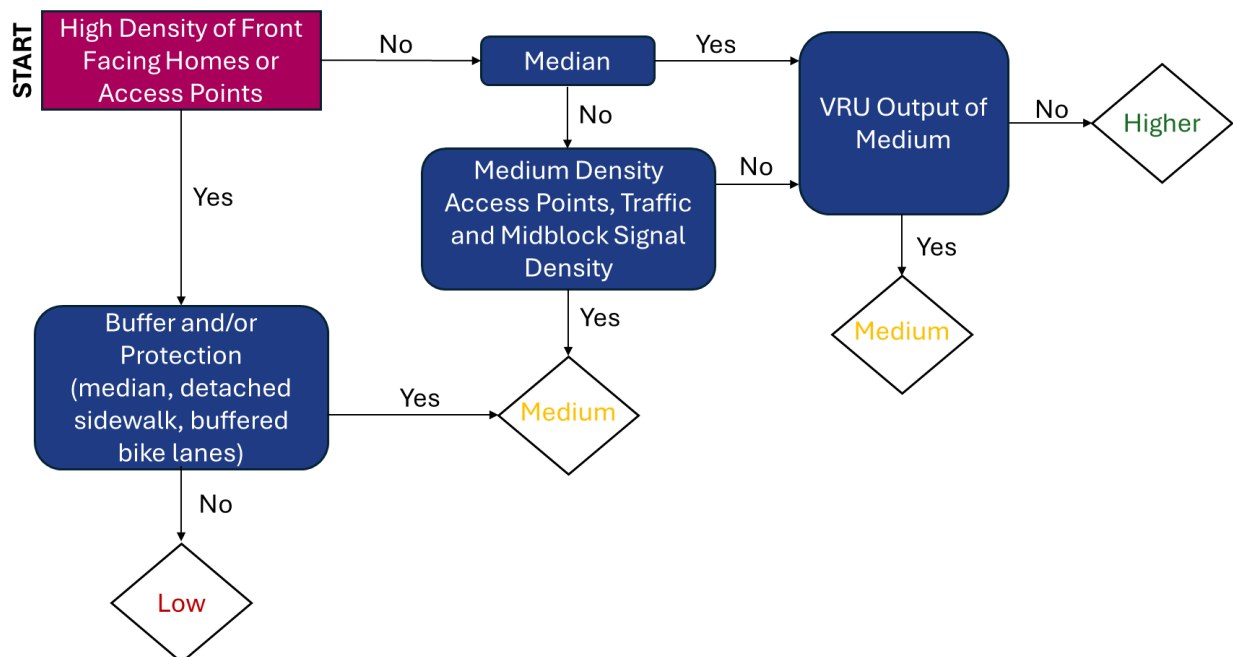 START
High Density of Front
Facing Homes or
Access Points
No
Median
Yes
VRU Output of
Medium
No
Higher
No
Medium Density
Access Points, Traffic
and Midblock Signal
Density
No
Yes
Yes
Medium
Yes
Medium
Buffer and/or
Protection
(median, detached
sidewalk, buffered
bike lanes)
Yes
No
Low